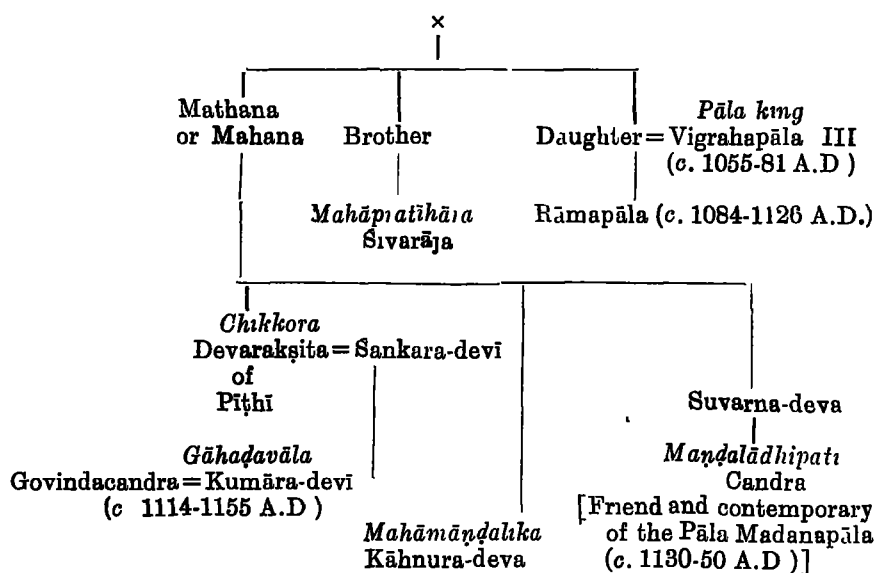 ×
Mathana
or Mahana
Brother
Pāla king
Daughter=Vigrahapāla III
(c. 1055-81 A.D )
Mahāpratīhāra
Śivarāja
Rāmapāla (c. 1084-1126 A.D.)
Chikkora
Devarakṣita=Śankara-devī
of
Pīṭhī
Suvarna-deva
Gāhaḍavāla
Govindacandra=Kumāra-devī
(c 1114-1155 A.D )
Maṇḍalādhipati
Candra
[Friend and contemporary
of the Pāla Madanapāla
(c. 1130-50 A.D )]
Mahāmāṇḍalika
Kāhnura-deva